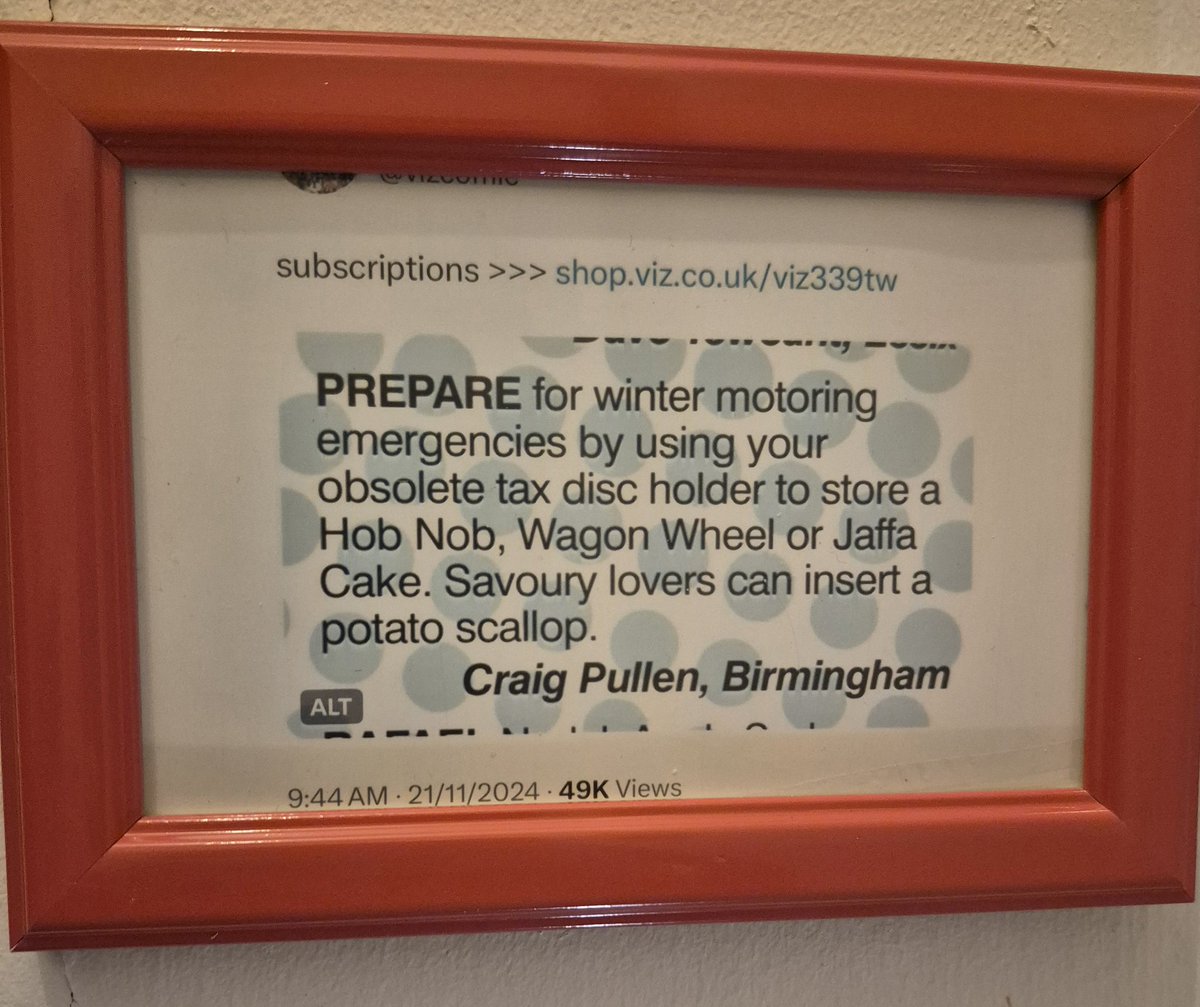 @vizcomic
subscriptions >>> shop.viz.co.uk/viz339tw
PREPARE for winter motoring
emergencies by using your
obsolete tax disc holder to store a
Hob Nob, Wagon Wheel or Jaffa
Cake. Savoury lovers can insert a
potato scallop.
Craig Pullen, Birmingham
ALT
9:44 AM · 21/11/2024 · 49K Views